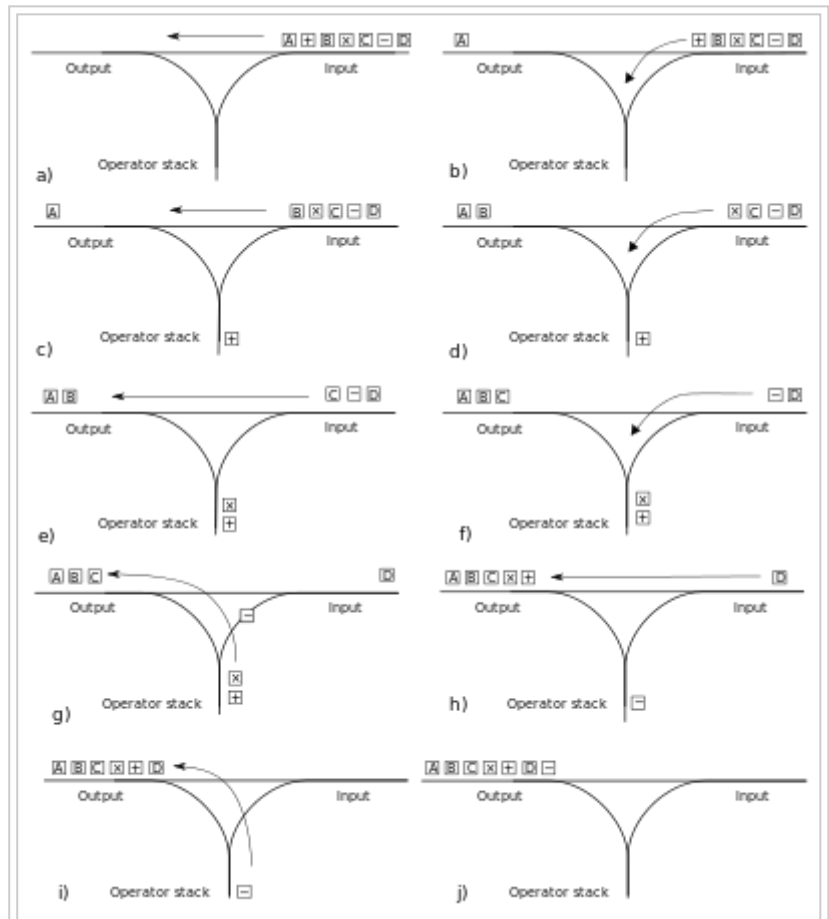 A + B × C − D
Output Input
Operator stack
a)
A + B × C − D
Output Input
Operator stack
b)
A B × C − D
Output Input
+
Operator stack
c)
A B × C − D
Output Input
+
Operator stack
d)
A B C − D
Output Input
×
+
Operator stack
e)
A B C − D
Output Input
×
+
Operator stack
f)
A B C D
Output Input
−
×
+
Operator stack
g)
A B C × + D
Output Input
−
Operator stack
h)
A B C × + D
Output Input
−
Operator stack
i)
A B C × + D −
Output Input
Operator stack
j)